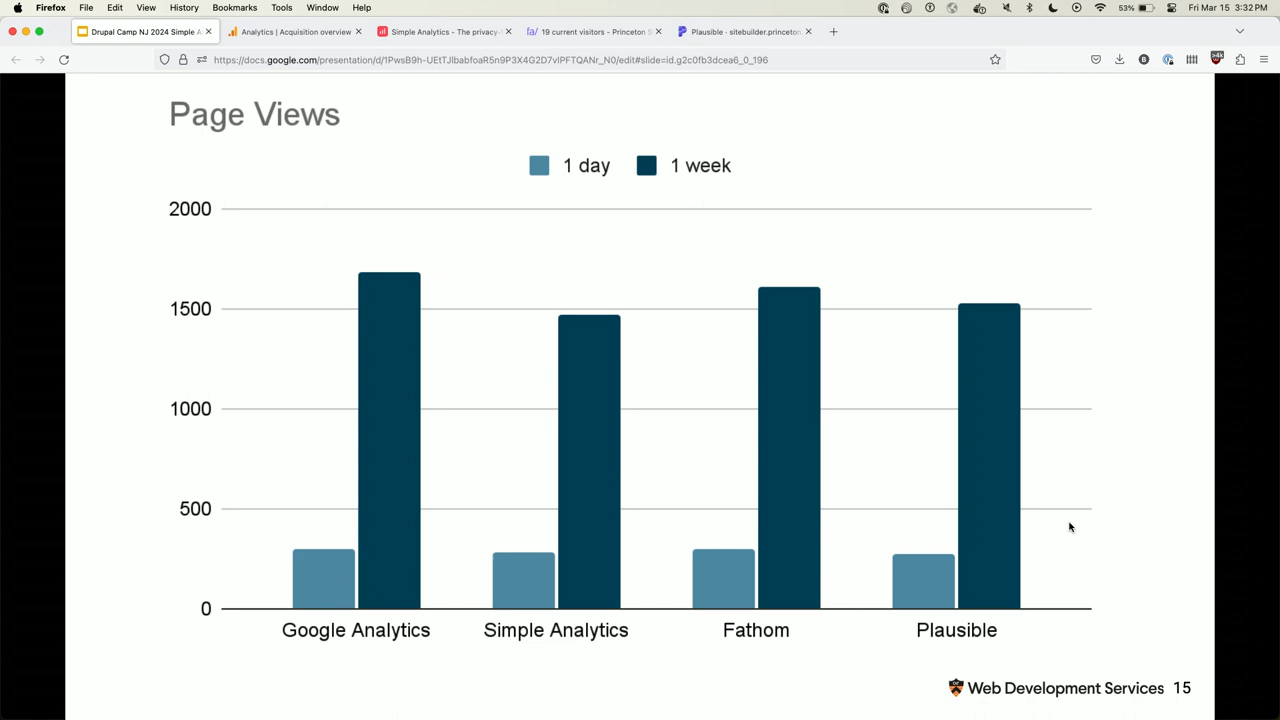 Firefox File Edit View History Bookmarks Tools Window Help 53% Fri Mar 15 3:32 PM
Drupal Camp NJ 2024 Simple A Analytics | Acquisition overview Simple Analytics - The privacy- 19 current visitors - Princeton S Plausible · sitebuilder.princeton
https://docs.google.com/presentation/d/1PwsB9h-UEtTJIbabfoaR5n9P3X4G2D7vIPFTQANr_N0/edit#slide=id.g2c0fb3dcea6_0_196
Page Views
1 day 1 week
2000
1500
1000
500
0
Google Analytics Simple Analytics Fathom Plausible
Web Development Services 15